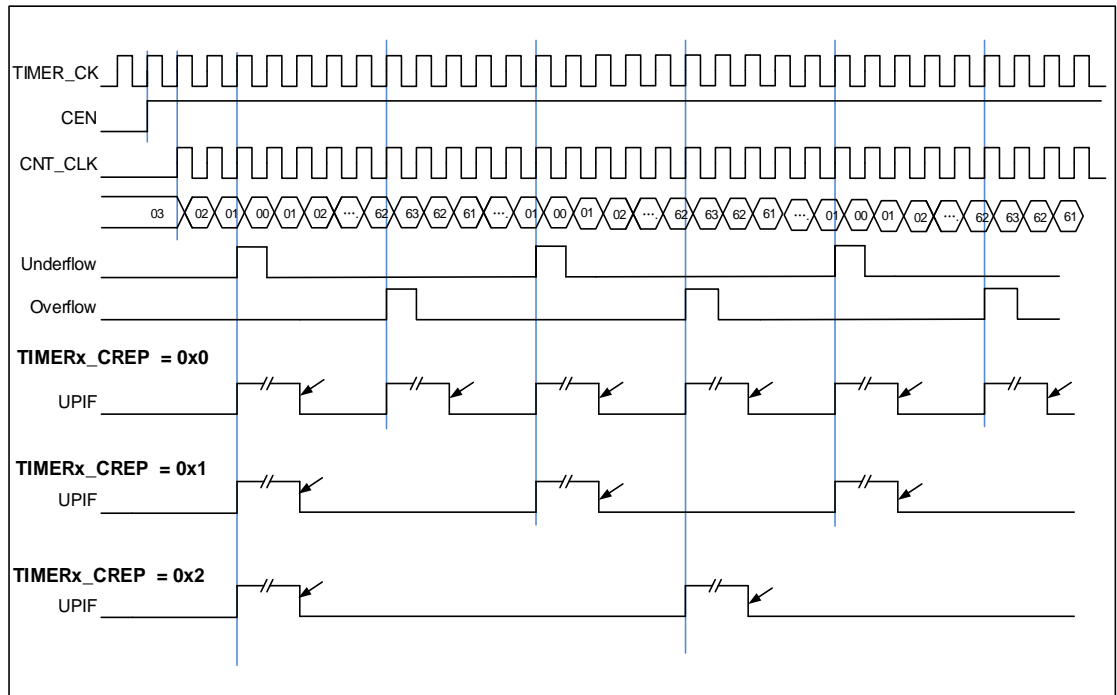 TIMER_CK
CEN
CNT_CLK
03 02 01 00 01 02 .... 62 63 62 61 .... 01 00 01 02 .... 62 63 62 61 .... 01 00 01 02 .... 62 63 62 61
Underflow
Overflow
TIMERx_CREP = 0x0
UPIF
TIMERx_CREP = 0x1
UPIF
TIMERx_CREP = 0x2
UPIF